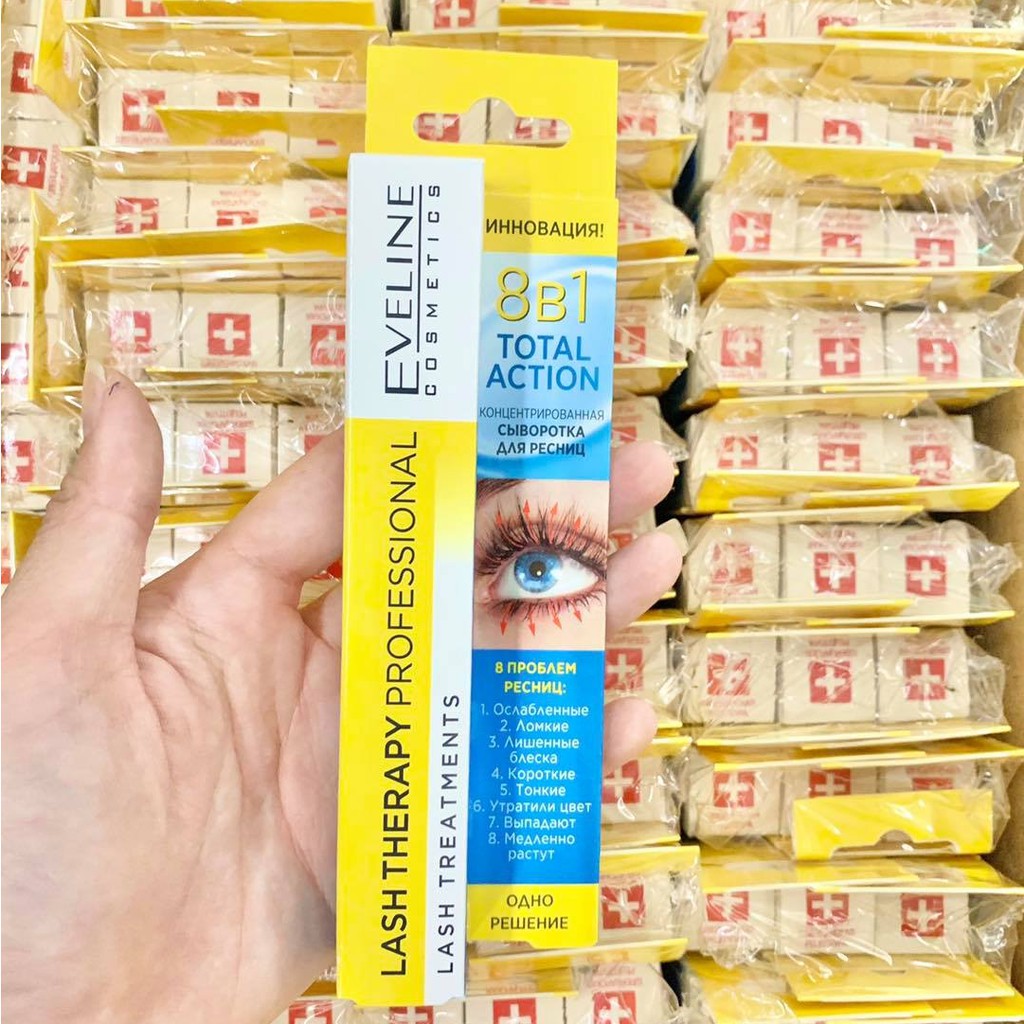 EVELINE
COSMETICS
LASH THERAPY PROFESSIONAL
LASH TREATMENTS
ИННОВАЦИЯ!
8в1
TOTAL
ACTION
КОНЦЕНТРИРОВАННАЯ
СЫВОРОТКА
ДЛЯ РЕСНИЦ
8 ПРОБЛЕМ
РЕСНИЦ:
1. Ослабленные
2. Ломкие
3. Лишенные
блеска
4. Короткие
5. Тонкие
6. Утратили цвет
7. Выпадают
8. Медленно
растут
ОДНО
РЕШЕНИЕ